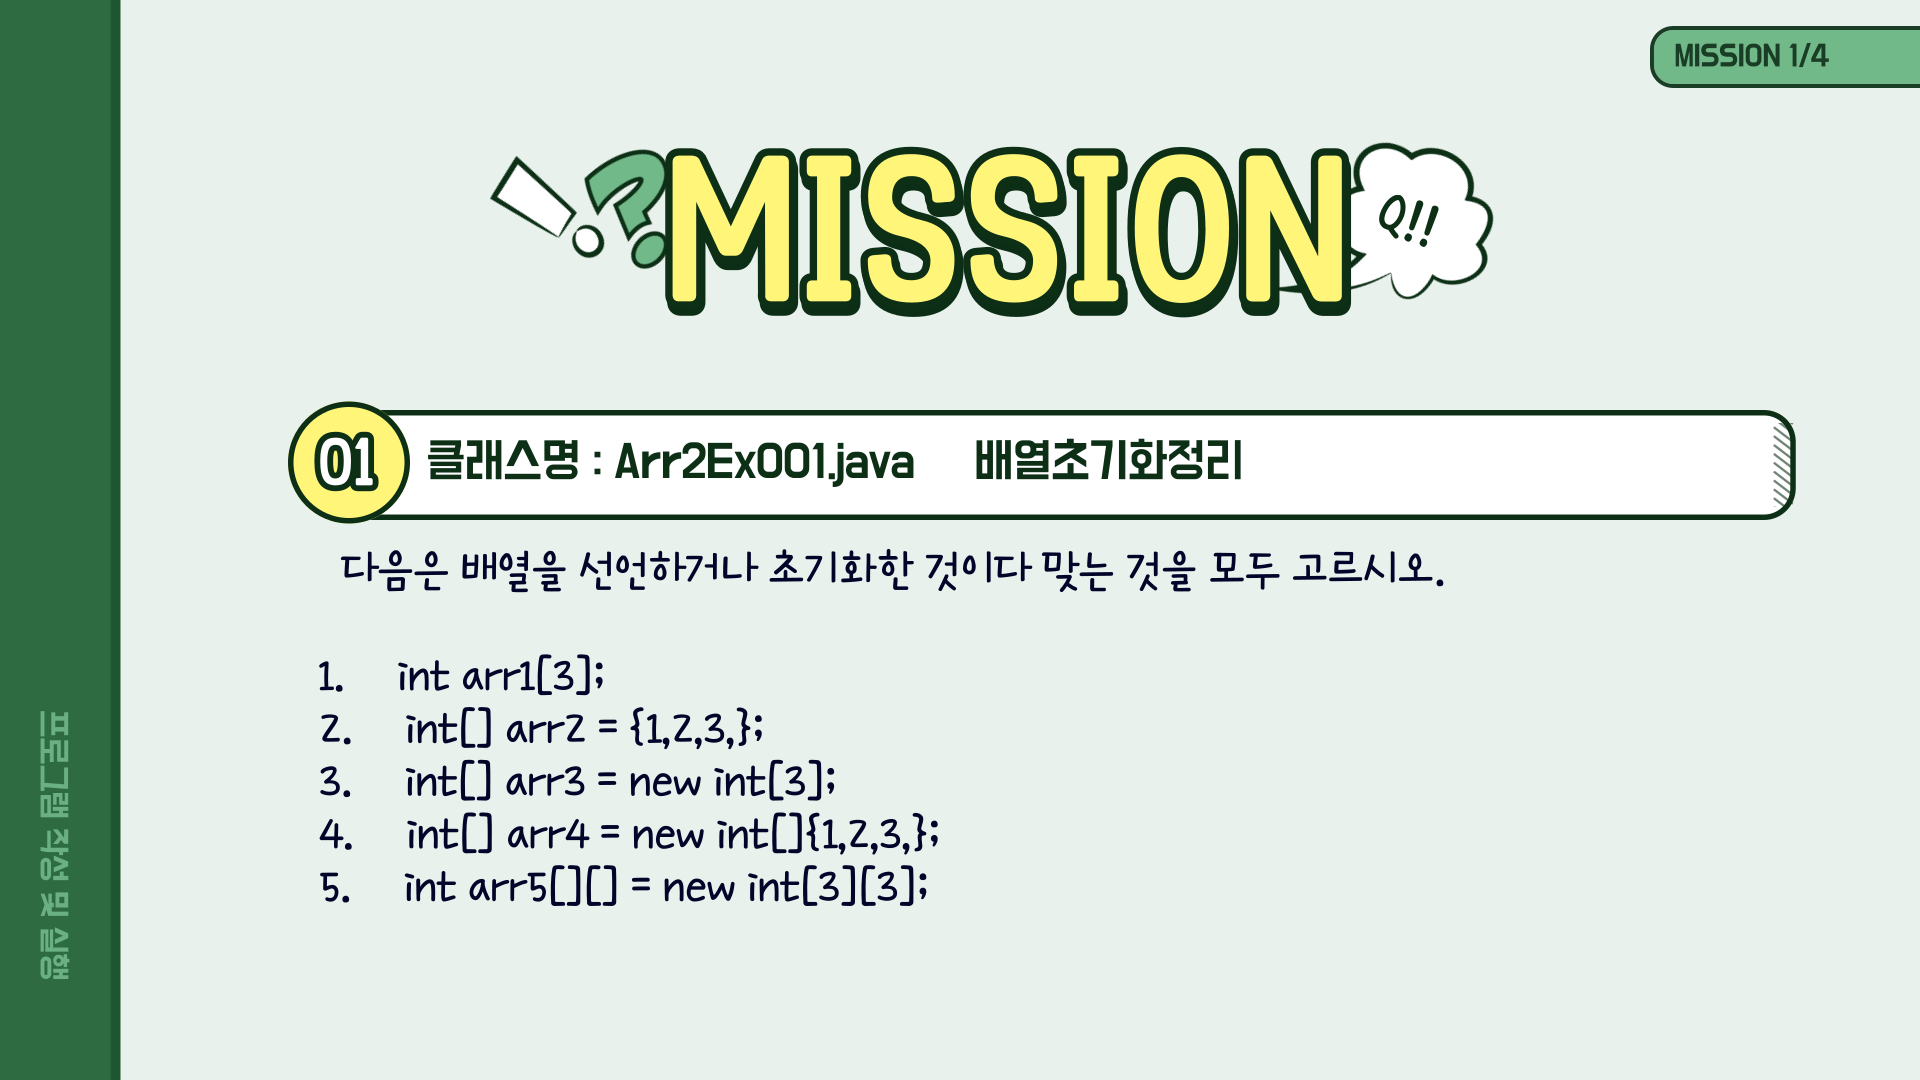 MISSION 1/4
!?MISSION
Q!!
01 클래스명 : Arr2Ex001.java 배열초기화정리
다음은 배열을 선언하거나 초기화한 것이다 맞는 것을 모두 고르시오.
1. int arr1[3];
2. int[] arr2 = {1,2,3,};
3. int[] arr3 = new int[3];
4. int[] arr4 = new int[]{1,2,3,};
5. int arr5[][] = new int[3][3];
프로그램 작성 및 실행